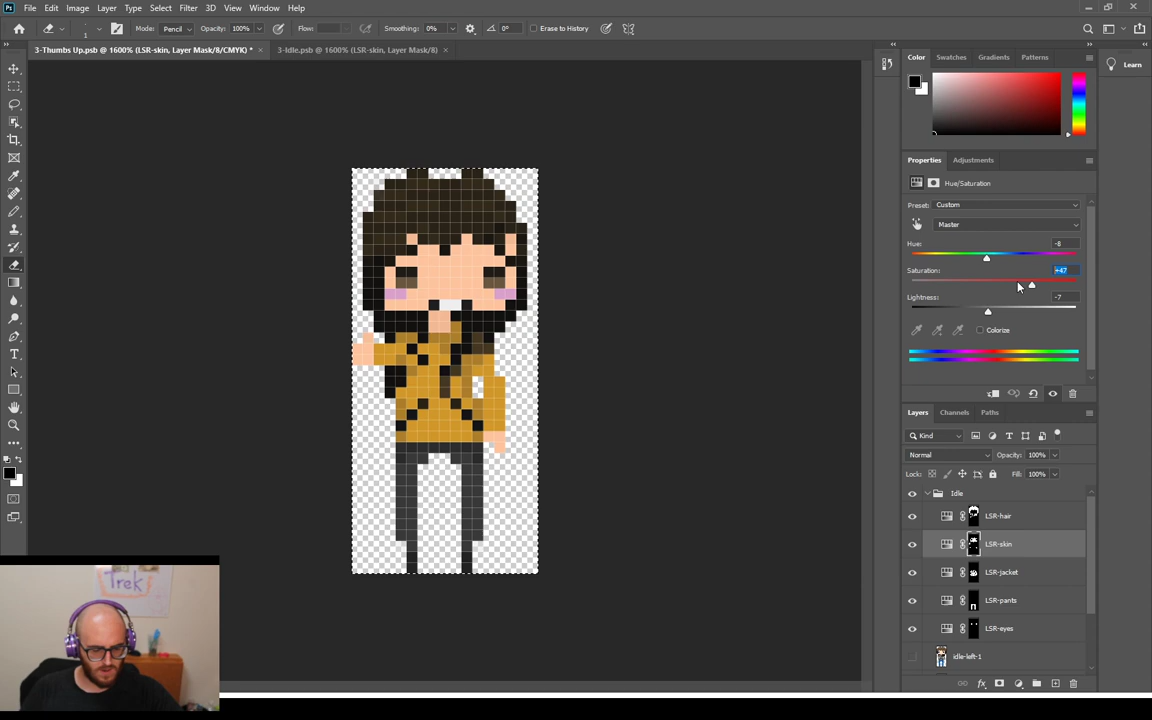 Ps File Edit Image Layer Type Select Filter 3D View Window Help
1 Mode: Pencil Opacity: 100% Flow: Smoothing: 0% 0° Erase to History
3-Thumbs Up.psb @ 1600% (LSR-skin, Layer Mask/8/CMYK) * × 3-Idle.psb @ 1600% (LSR-skin, Layer Mask/8) ×
Color Swatches Gradients Patterns
Learn
Properties Adjustments
Hue/Saturation
Preset: Custom
Master
Hue: -8
Saturation: +47
Lightness: -7
Colorize
Layers Channels Paths
Kind
Normal Opacity: 100%
Lock: Fill: 100%
Idle
LSR-hair
LSR-skin
LSR-jacket
LSR-pants
LSR-eyes
idle-left-1
Trek